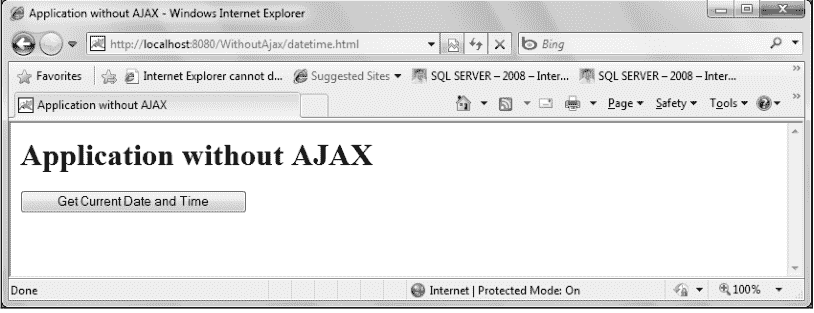 Application without AJAX - Windows Internet Explorer
http://localhost:8080/WithoutAjax/datetime.html
Bing
Favorites
Internet Explorer cannot d...
Suggested Sites
SQL SERVER – 2008 – Inter...
SQL SERVER – 2008 – Inter...
»
Application without AJAX
Page
Safety
Tools
»
Application without AJAX
Get Current Date and Time
Done
Internet | Protected Mode: On
100%